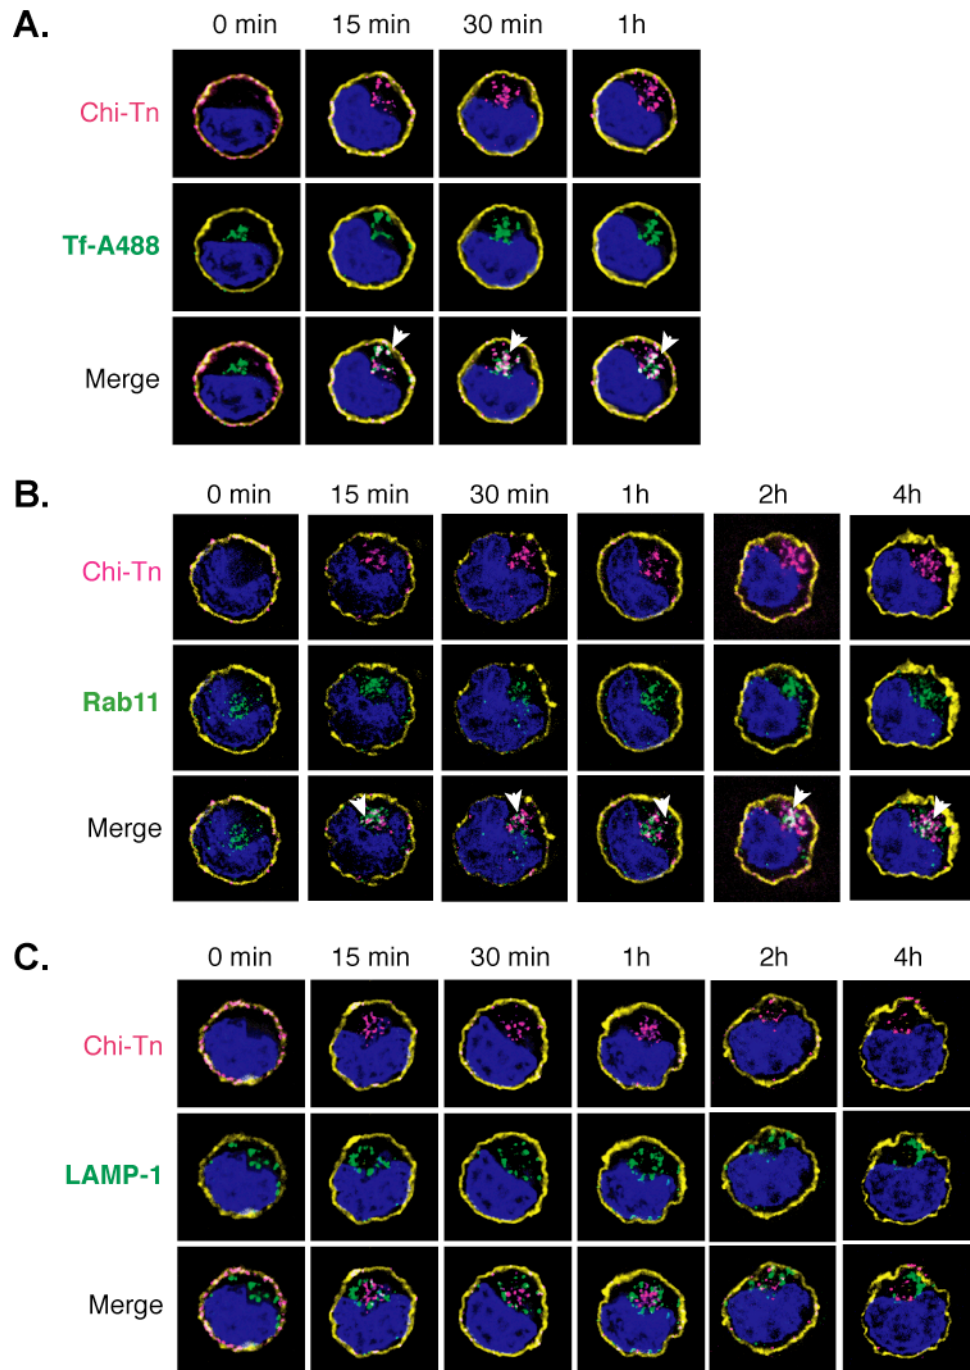 A.
0 min 15 min 30 min 1h
Chi-Tn
Tf-A488
Merge
B.
0 min 15 min 30 min 1h 2h 4h
Chi-Tn
Rab11
Merge
C.
0 min 15 min 30 min 1h 2h 4h
Chi-Tn
LAMP-1
Merge